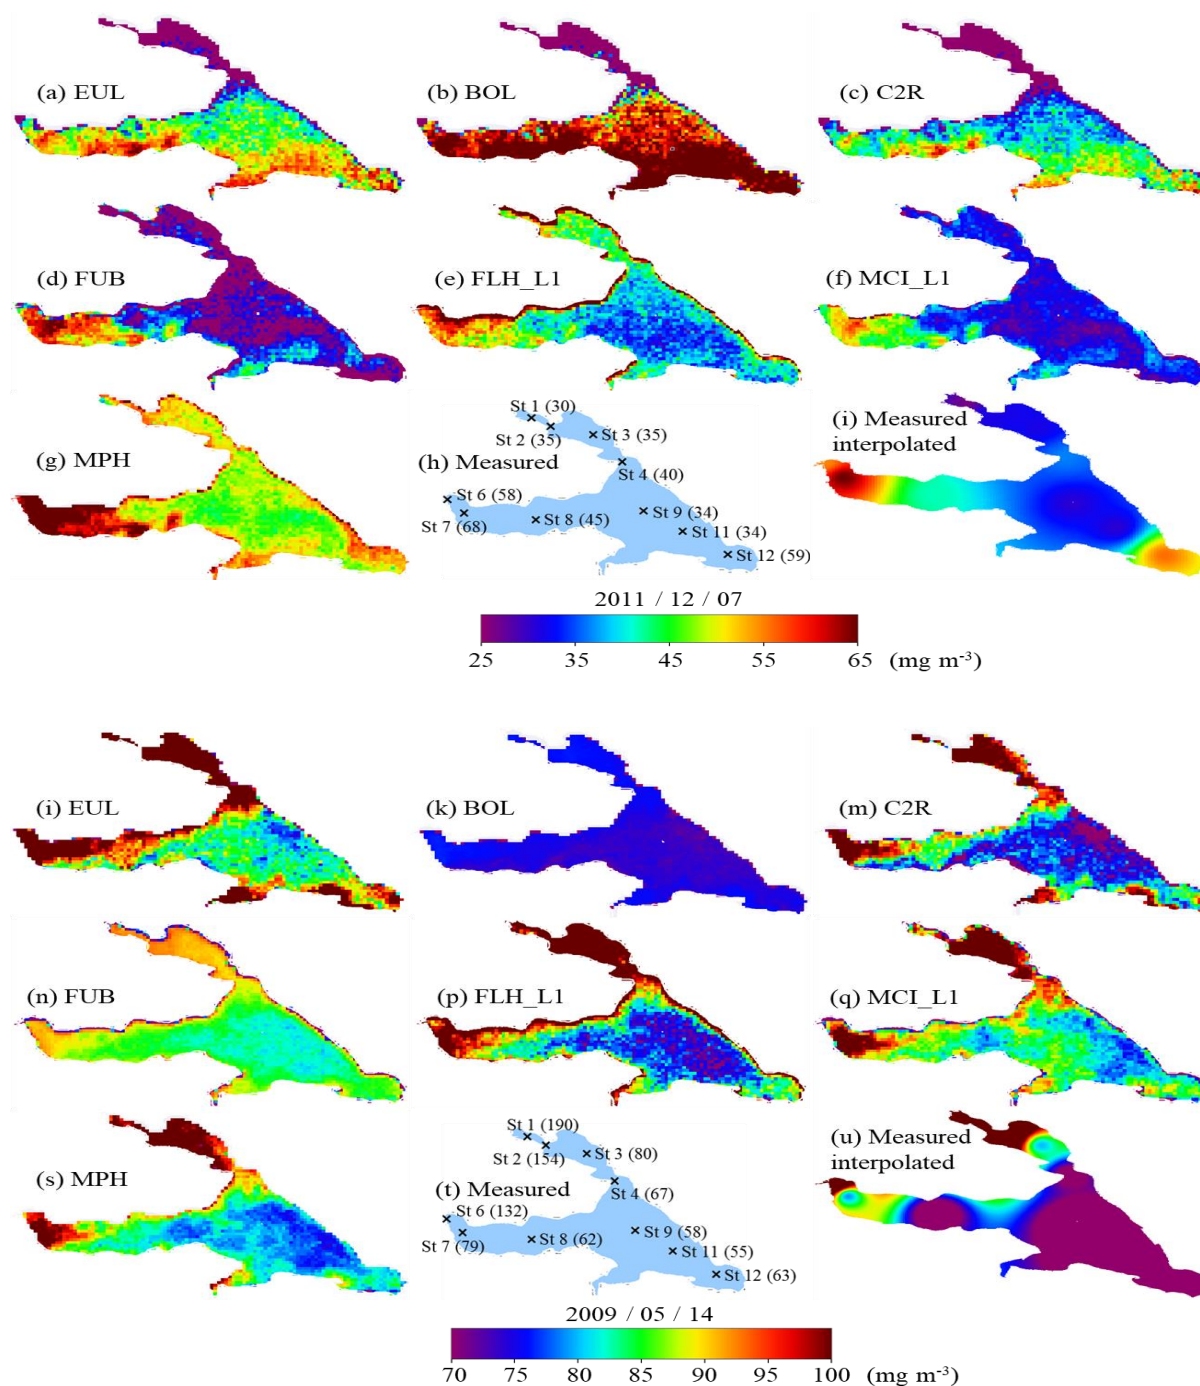 (a) EUL
(b) BOL
(c) C2R
(d) FUB
(e) FLH_L1
(f) MCI_L1
(g) MPH
St 1 (30)
St 2 (35)
St 3 (35)
(h) Measured
St 4 (40)
St 6 (58)
St 7 (68)
St 8 (45)
St 9 (34)
St 11 (34)
St 12 (59)
(i) Measured
interpolated
2011 / 12 / 07
25 35 45 55 65 (mg m⁻³)
(i) EUL
(k) BOL
(m) C2R
(n) FUB
(p) FLH_L1
(q) MCI_L1
(s) MPH
St 1 (190)
St 2 (154)
St 3 (80)
(t) Measured
St 4 (67)
St 6 (132)
St 7 (79)
St 8 (62)
St 9 (58)
St 11 (55)
St 12 (63)
(u) Measured
interpolated
2009 / 05 / 14
70 75 80 85 90 95 100 (mg m⁻³)